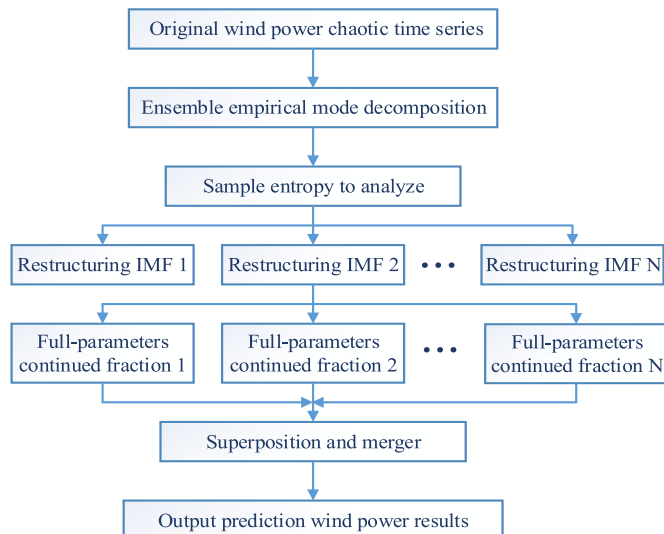 Original wind power chaotic time series
Ensemble empirical mode decomposition
Sample entropy to analyze
Restructuring IMF 1
Restructuring IMF 2
• • •
Restructuring IMF N
Full-parameters
continued fraction 1
Full-parameters
continued fraction 2
• • •
Full-parameters
continued fraction N
Superposition and merger
Output prediction wind power results